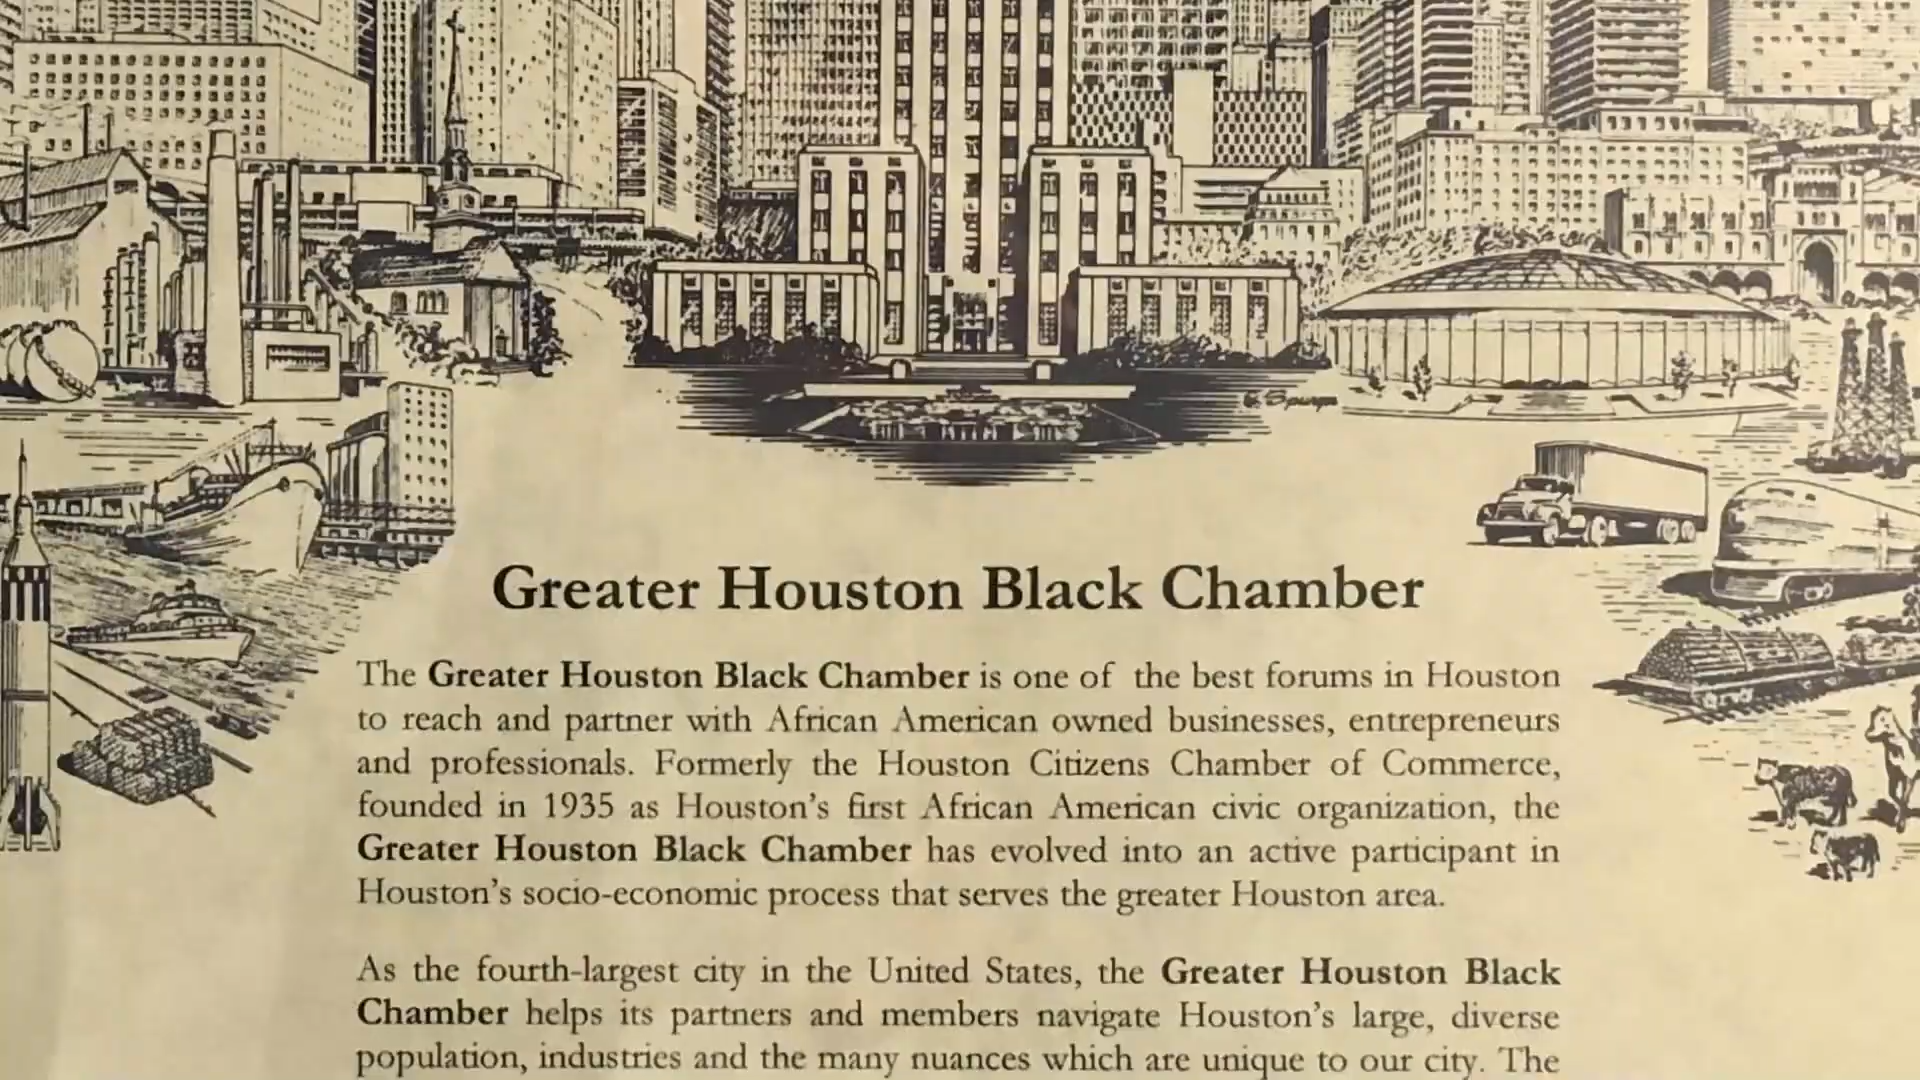 Greater Houston Black Chamber
The Greater Houston Black Chamber is one of the best forums in Houston
to reach and partner with African American owned businesses, entrepreneurs
and professionals. Formerly the Houston Citizens Chamber of Commerce,
founded in 1935 as Houston's first African American civic organization, the
Greater Houston Black Chamber has evolved into an active participant in
Houston's socio-economic process that serves the greater Houston area.
As the fourth-largest city in the United States, the Greater Houston Black
Chamber helps its partners and members navigate Houston's large, diverse
population, industries and the many nuances which are unique to our city. The